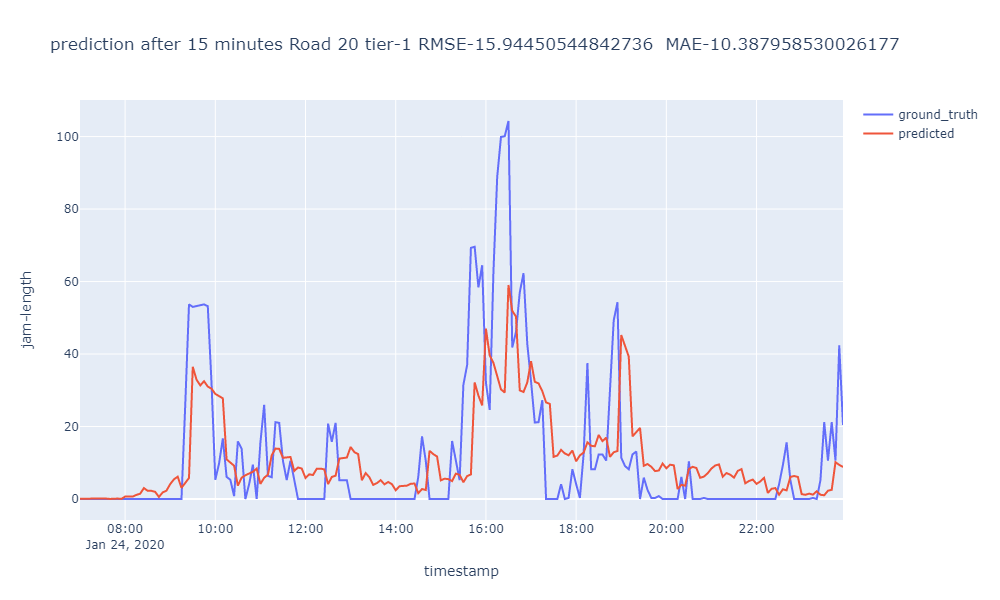 prediction after 15 minutes Road 20 tier-1 RMSE-15.94450544842736  MAE-10.387958530026177
ground_truth
predicted
100
80
60
40
20
0
jam-length
08:00 10:00 12:00 14:00 16:00 18:00 20:00 22:00
Jan 24, 2020
timestamp